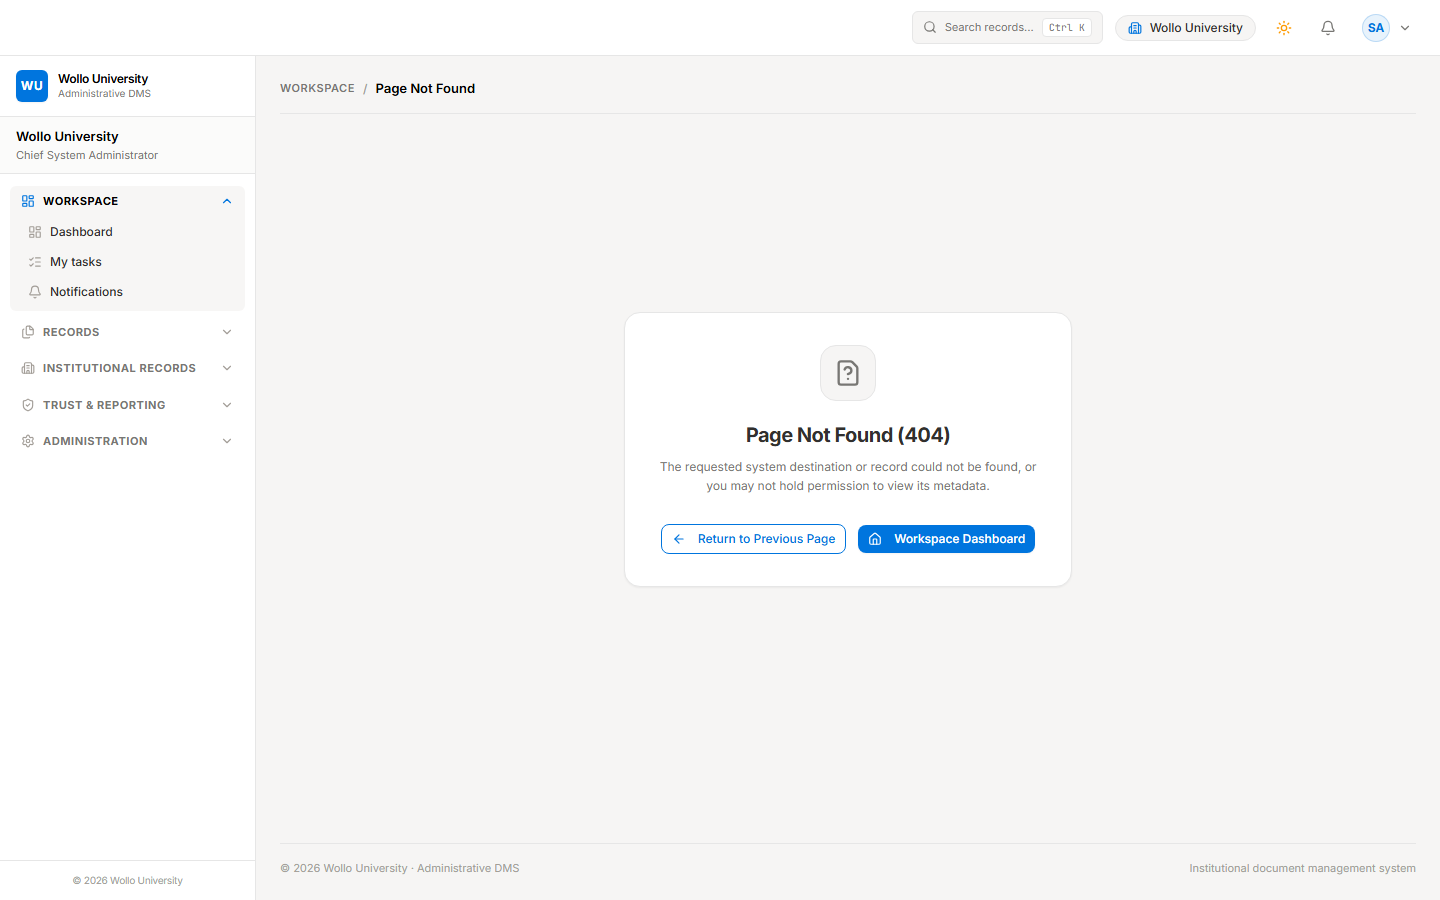 Search records... Ctrl K
Wollo University
SA
WU
Wollo University
Administrative DMS
Wollo University
Chief System Administrator
WORKSPACE
Dashboard
My tasks
Notifications
RECORDS
INSTITUTIONAL RECORDS
TRUST & REPORTING
ADMINISTRATION
© 2026 Wollo University
WORKSPACE / Page Not Found
Page Not Found (404)
The requested system destination or record could not be found, or
you may not hold permission to view its metadata.
Return to Previous Page
Workspace Dashboard
© 2026 Wollo University · Administrative DMS
Institutional document management system